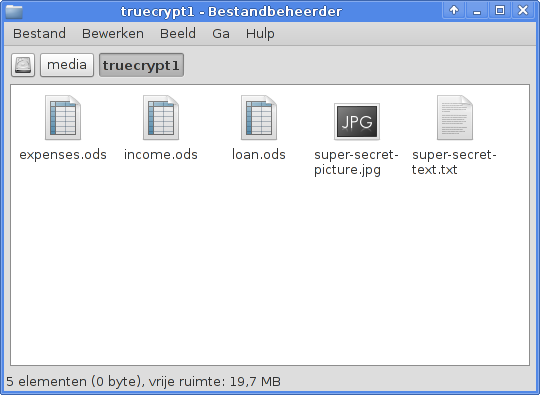 truecrypt1 - Bestandbeheerder
Bestand Bewerken Beeld Ga Hulp
media truecrypt1
expenses.ods income.ods loan.ods super-secret-picture.jpg super-secret-text.txt
JPG
5 elementen (0 byte), vrije ruimte: 19,7 MB